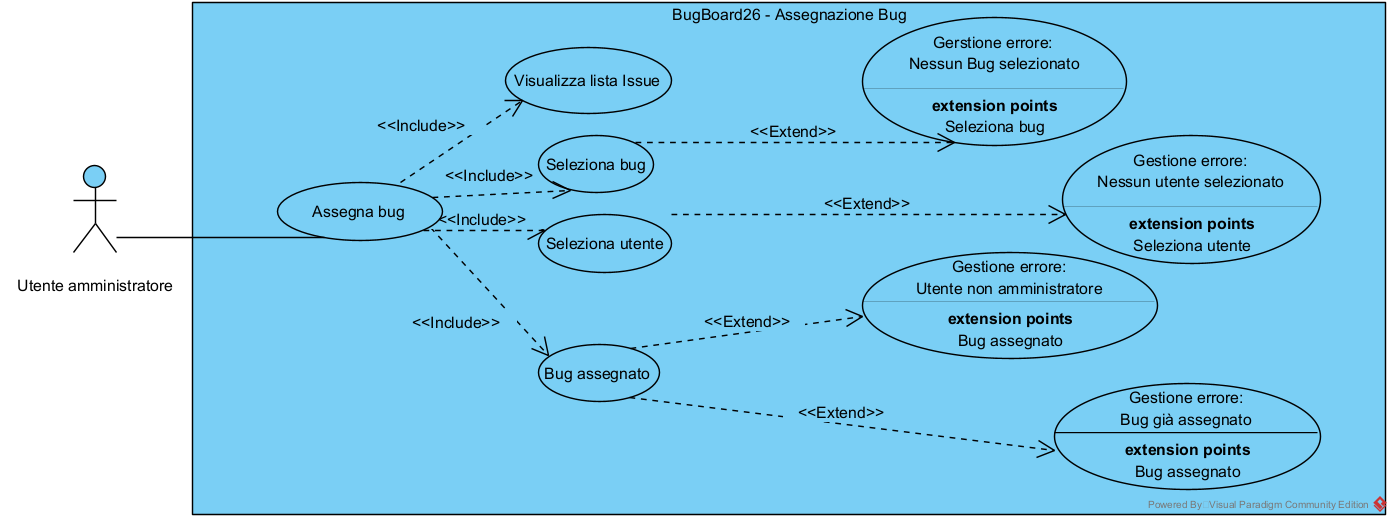 BugBoard26 - Assegnazione Bug
Gerstione errore:
Nessun Bug selezionato
extension points
Seleziona bug
Visualizza lista Issue
<<Include>>
<<Extend>>
Seleziona bug
<<Include>>
Gestione errore:
Nessun utente selezionato
extension points
Seleziona utente
<<Extend>>
Assegna bug
<<Include>>
Seleziona utente
Utente amministratore
Gestione errore:
Utente non amministratore
extension points
Bug assegnato
<<Include>>
<<Extend>>
Bug assegnato
<<Extend>>
Gestione errore:
Bug già assegnato
extension points
Bug assegnato
Powered By Visual Paradigm Community Edition